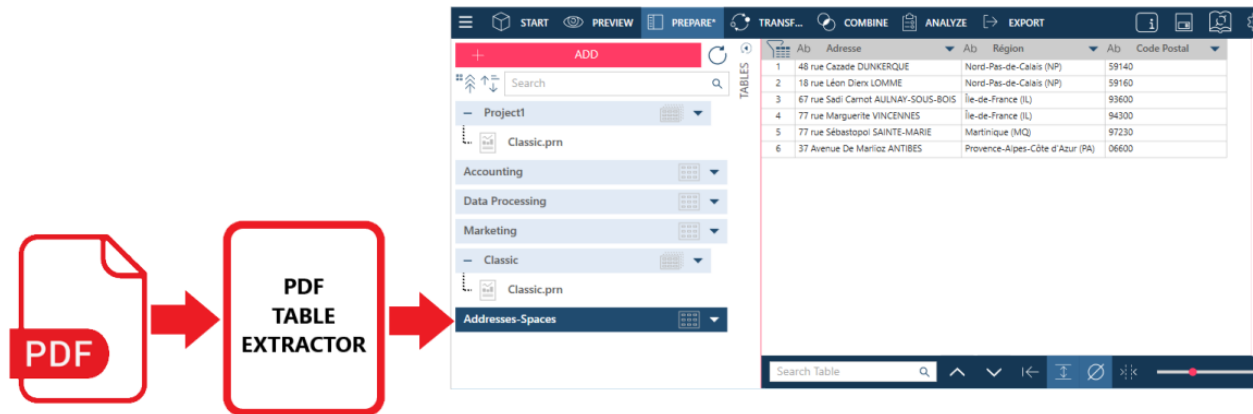 START PREVIEW PREPARE* TRANSF... COMBINE ANALYZE EXPORT
ADD
TABLES
Search
Project1
Classic.prn
Accounting
Data Processing
Marketing
Classic
Classic.prn
Addresses-Spaces
Ab Adresse Ab Région Ab Code Postal
1 48 rue Cazade DUNKERQUE Nord-Pas-de-Calais (NP) 59140
2 18 rue Léon Dierx LOMME Nord-Pas-de-Calais (NP) 59160
3 67 rue Sadi Carnot AULNAY-SOUS-BOIS Île-de-France (IL) 93600
4 77 rue Marguerite VINCENNES Île-de-France (IL) 94300
5 77 rue Sébastopol SAINTE-MARIE Martinique (MQ) 97230
6 37 Avenue De Marlioz ANTIBES Provence-Alpes-Côte d'Azur (PA) 06600
Search Table
PDF
PDF
TABLE
EXTRACTOR